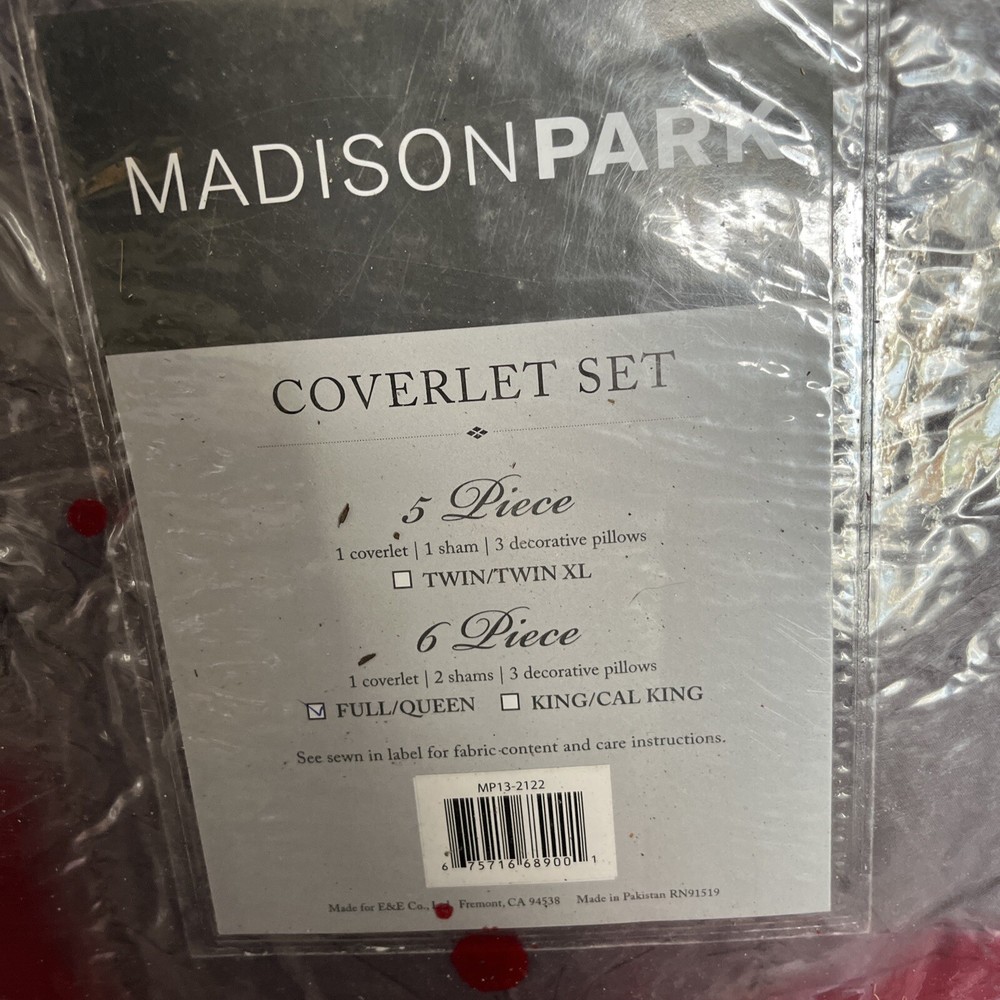 MADISONPARK
COVERLET SET
5 Piece
1 coverlet | 1 sham | 3 decorative pillows
TWIN/TWIN XL
6 Piece
1 coverlet | 2 shams | 3 decorative pillows
FULL/QUEEN KING/CAL KING
See sewn in label for fabric content and care instructions.
MP13-2122
6 75716 68900 1
Made for E&E Co., Fremont, CA 94538 Made in Pakistan RN91519